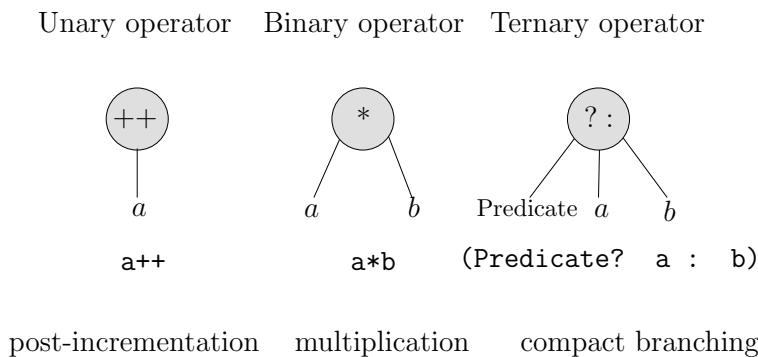 Unary operator Binary operator Ternary operator
++ * ? :
a a b Predicate a b
a++ a*b (Predicate? a : b)
post-incrementation multiplication compact branching